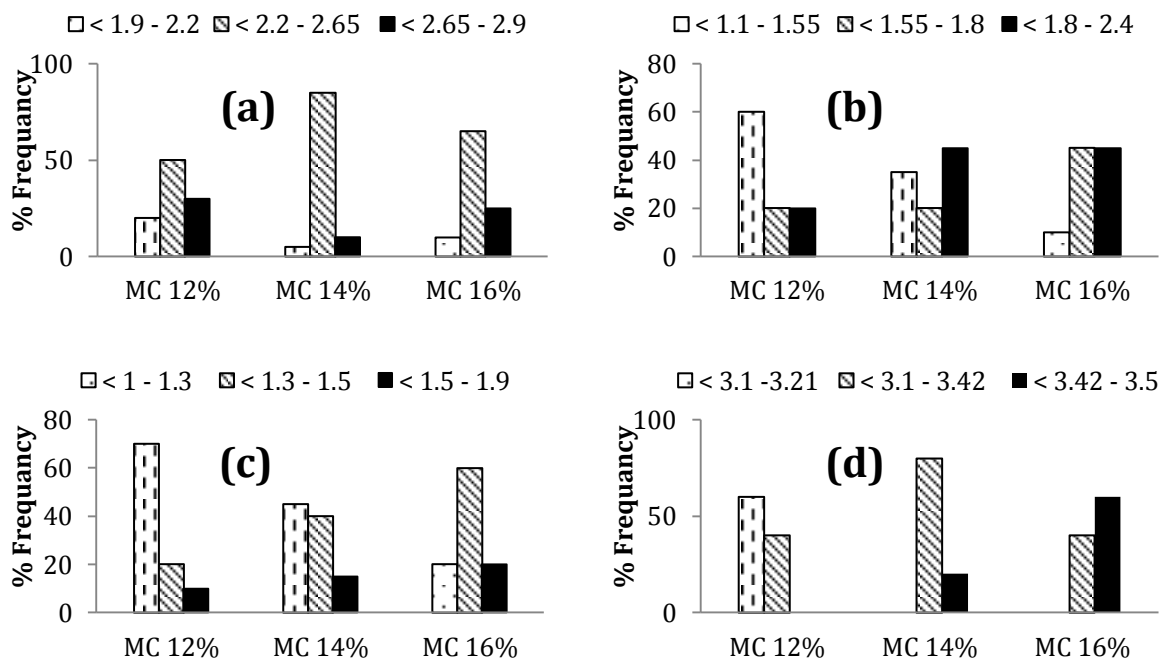 < 1.9 - 2.2 < 2.2 - 2.65 < 2.65 - 2.9
% Frequancy
100
50
0
(a)
MC 12% MC 14% MC 16%
< 1.1 - 1.55 < 1.55 - 1.8 < 1.8 - 2.4
% Frequancy
80
60
40
20
0
(b)
MC 12% MC 14% MC 16%
< 1 - 1.3 < 1.3 - 1.5 < 1.5 - 1.9
% Frequancy
80
60
40
20
0
(c)
MC 12% MC 14% MC 16%
< 3.1 -3.21 < 3.1 - 3.42 < 3.42 - 3.5
% Frequancy
100
50
0
(d)
MC 12% MC 14% MC 16%